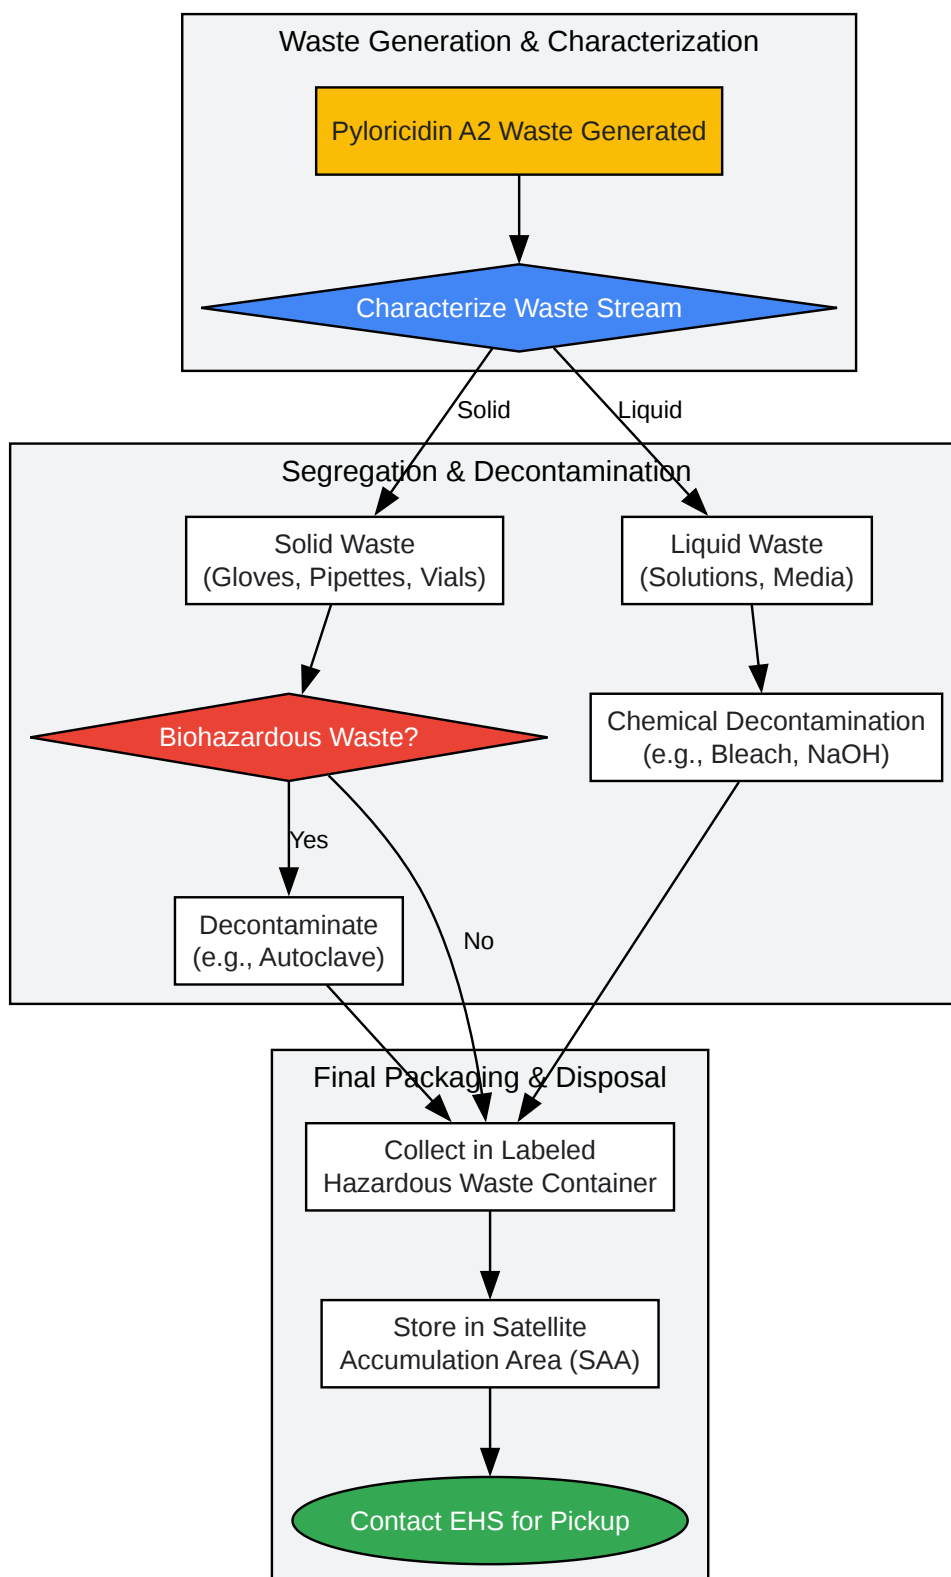 Waste Generation & Characterization
Pyloricidin A2 Waste Generated
Characterize Waste Stream
Solid
Liquid
Segregation & Decontamination
Solid Waste
(Gloves, Pipettes, Vials)
Liquid Waste
(Solutions, Media)
Biohazardous Waste?
Chemical Decontamination
(e.g., Bleach, NaOH)
Yes
Decontaminate
(e.g., Autoclave)
No
Final Packaging & Disposal
Collect in Labeled
Hazardous Waste Container
Store in Satellite
Accumulation Area (SAA)
Contact EHS for Pickup